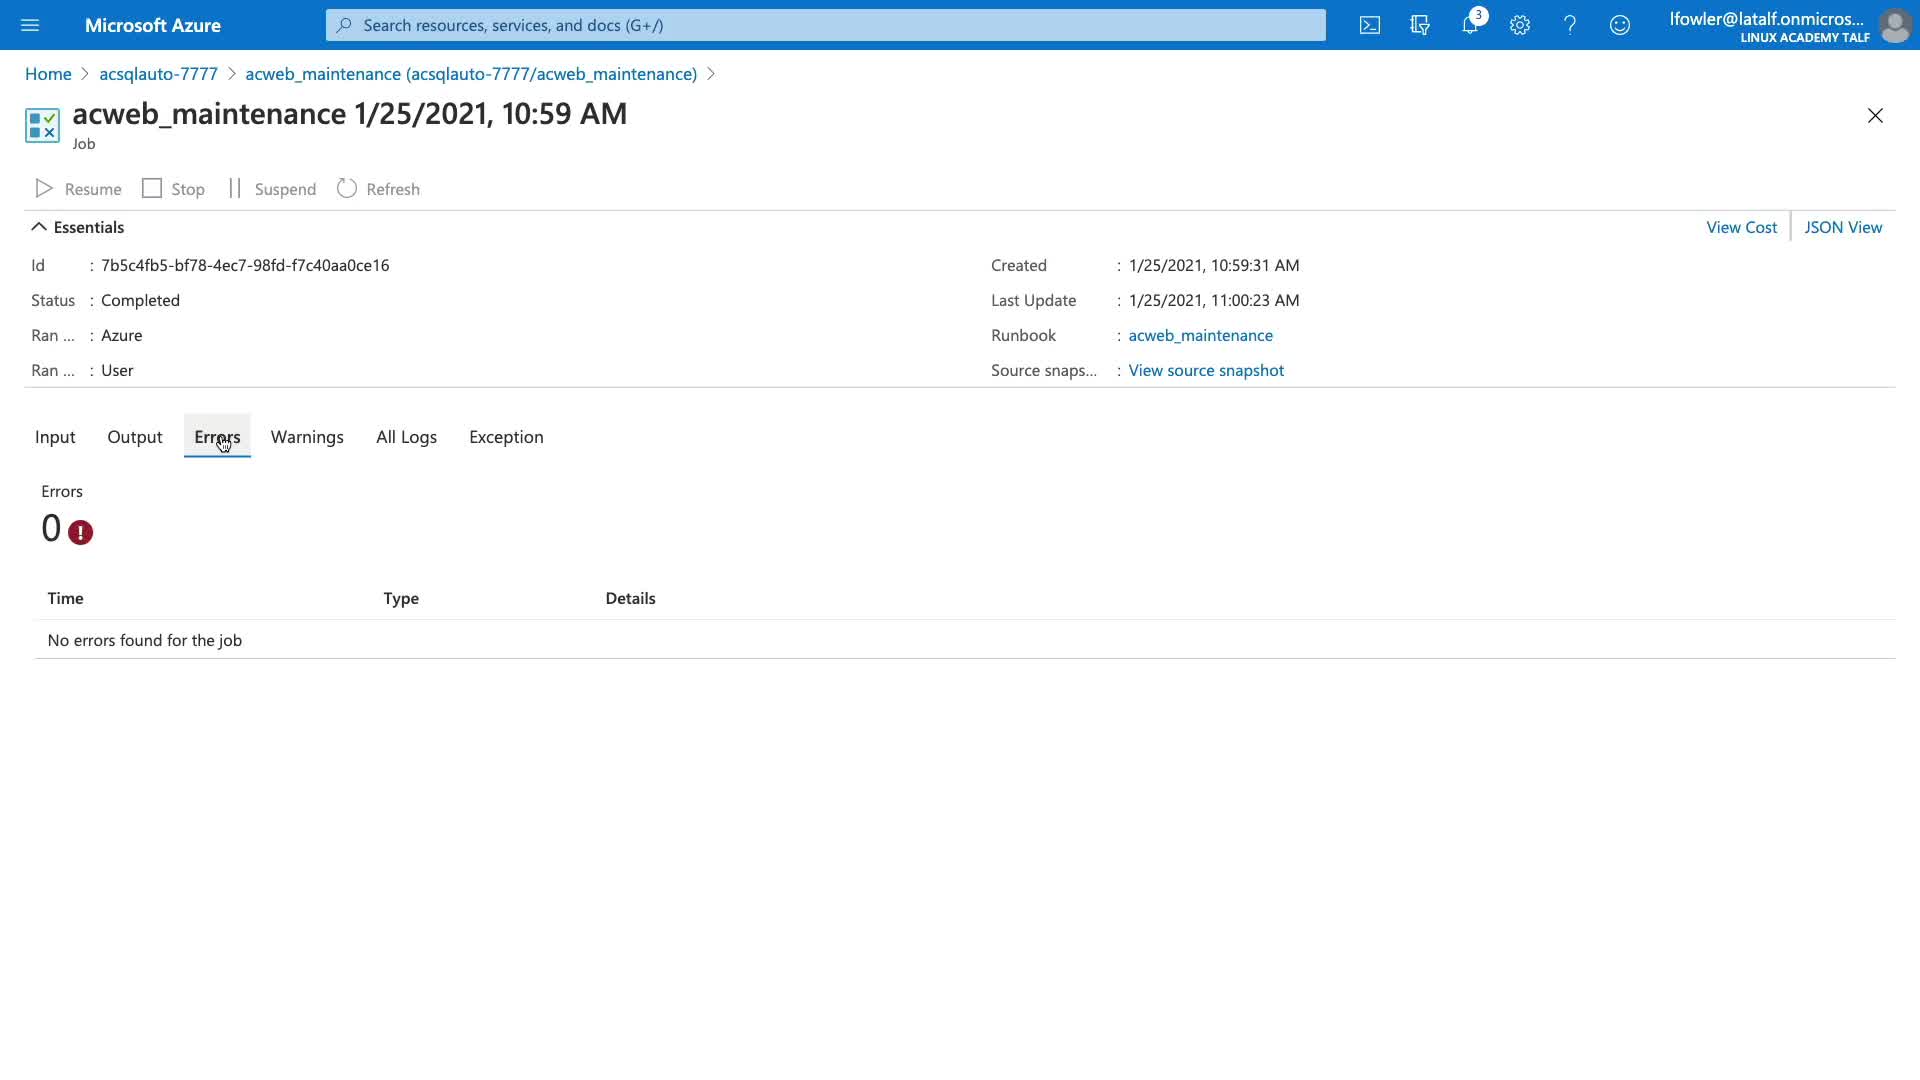 Microsoft Azure
Search resources, services, and docs (G+/)
3
lfowler@latalf.onmicros...
LINUX ACADEMY TALF
Home > acsqlauto-7777 > acweb_maintenance (acsqlauto-7777/acweb_maintenance) >
acweb_maintenance 1/25/2021, 10:59 AM
Job
Resume Stop Suspend Refresh
Essentials View Cost JSON View
Id : 7b5c4fb5-bf78-4ec7-98fd-f7c40aa0ce16 Created : 1/25/2021, 10:59:31 AM
Status : Completed Last Update : 1/25/2021, 11:00:23 AM
Ran ... : Azure Runbook : acweb_maintenance
Ran ... : User Source snaps... : View source snapshot
Input Output Errors Warnings All Logs Exception
Errors
0
Time Type Details
No errors found for the job